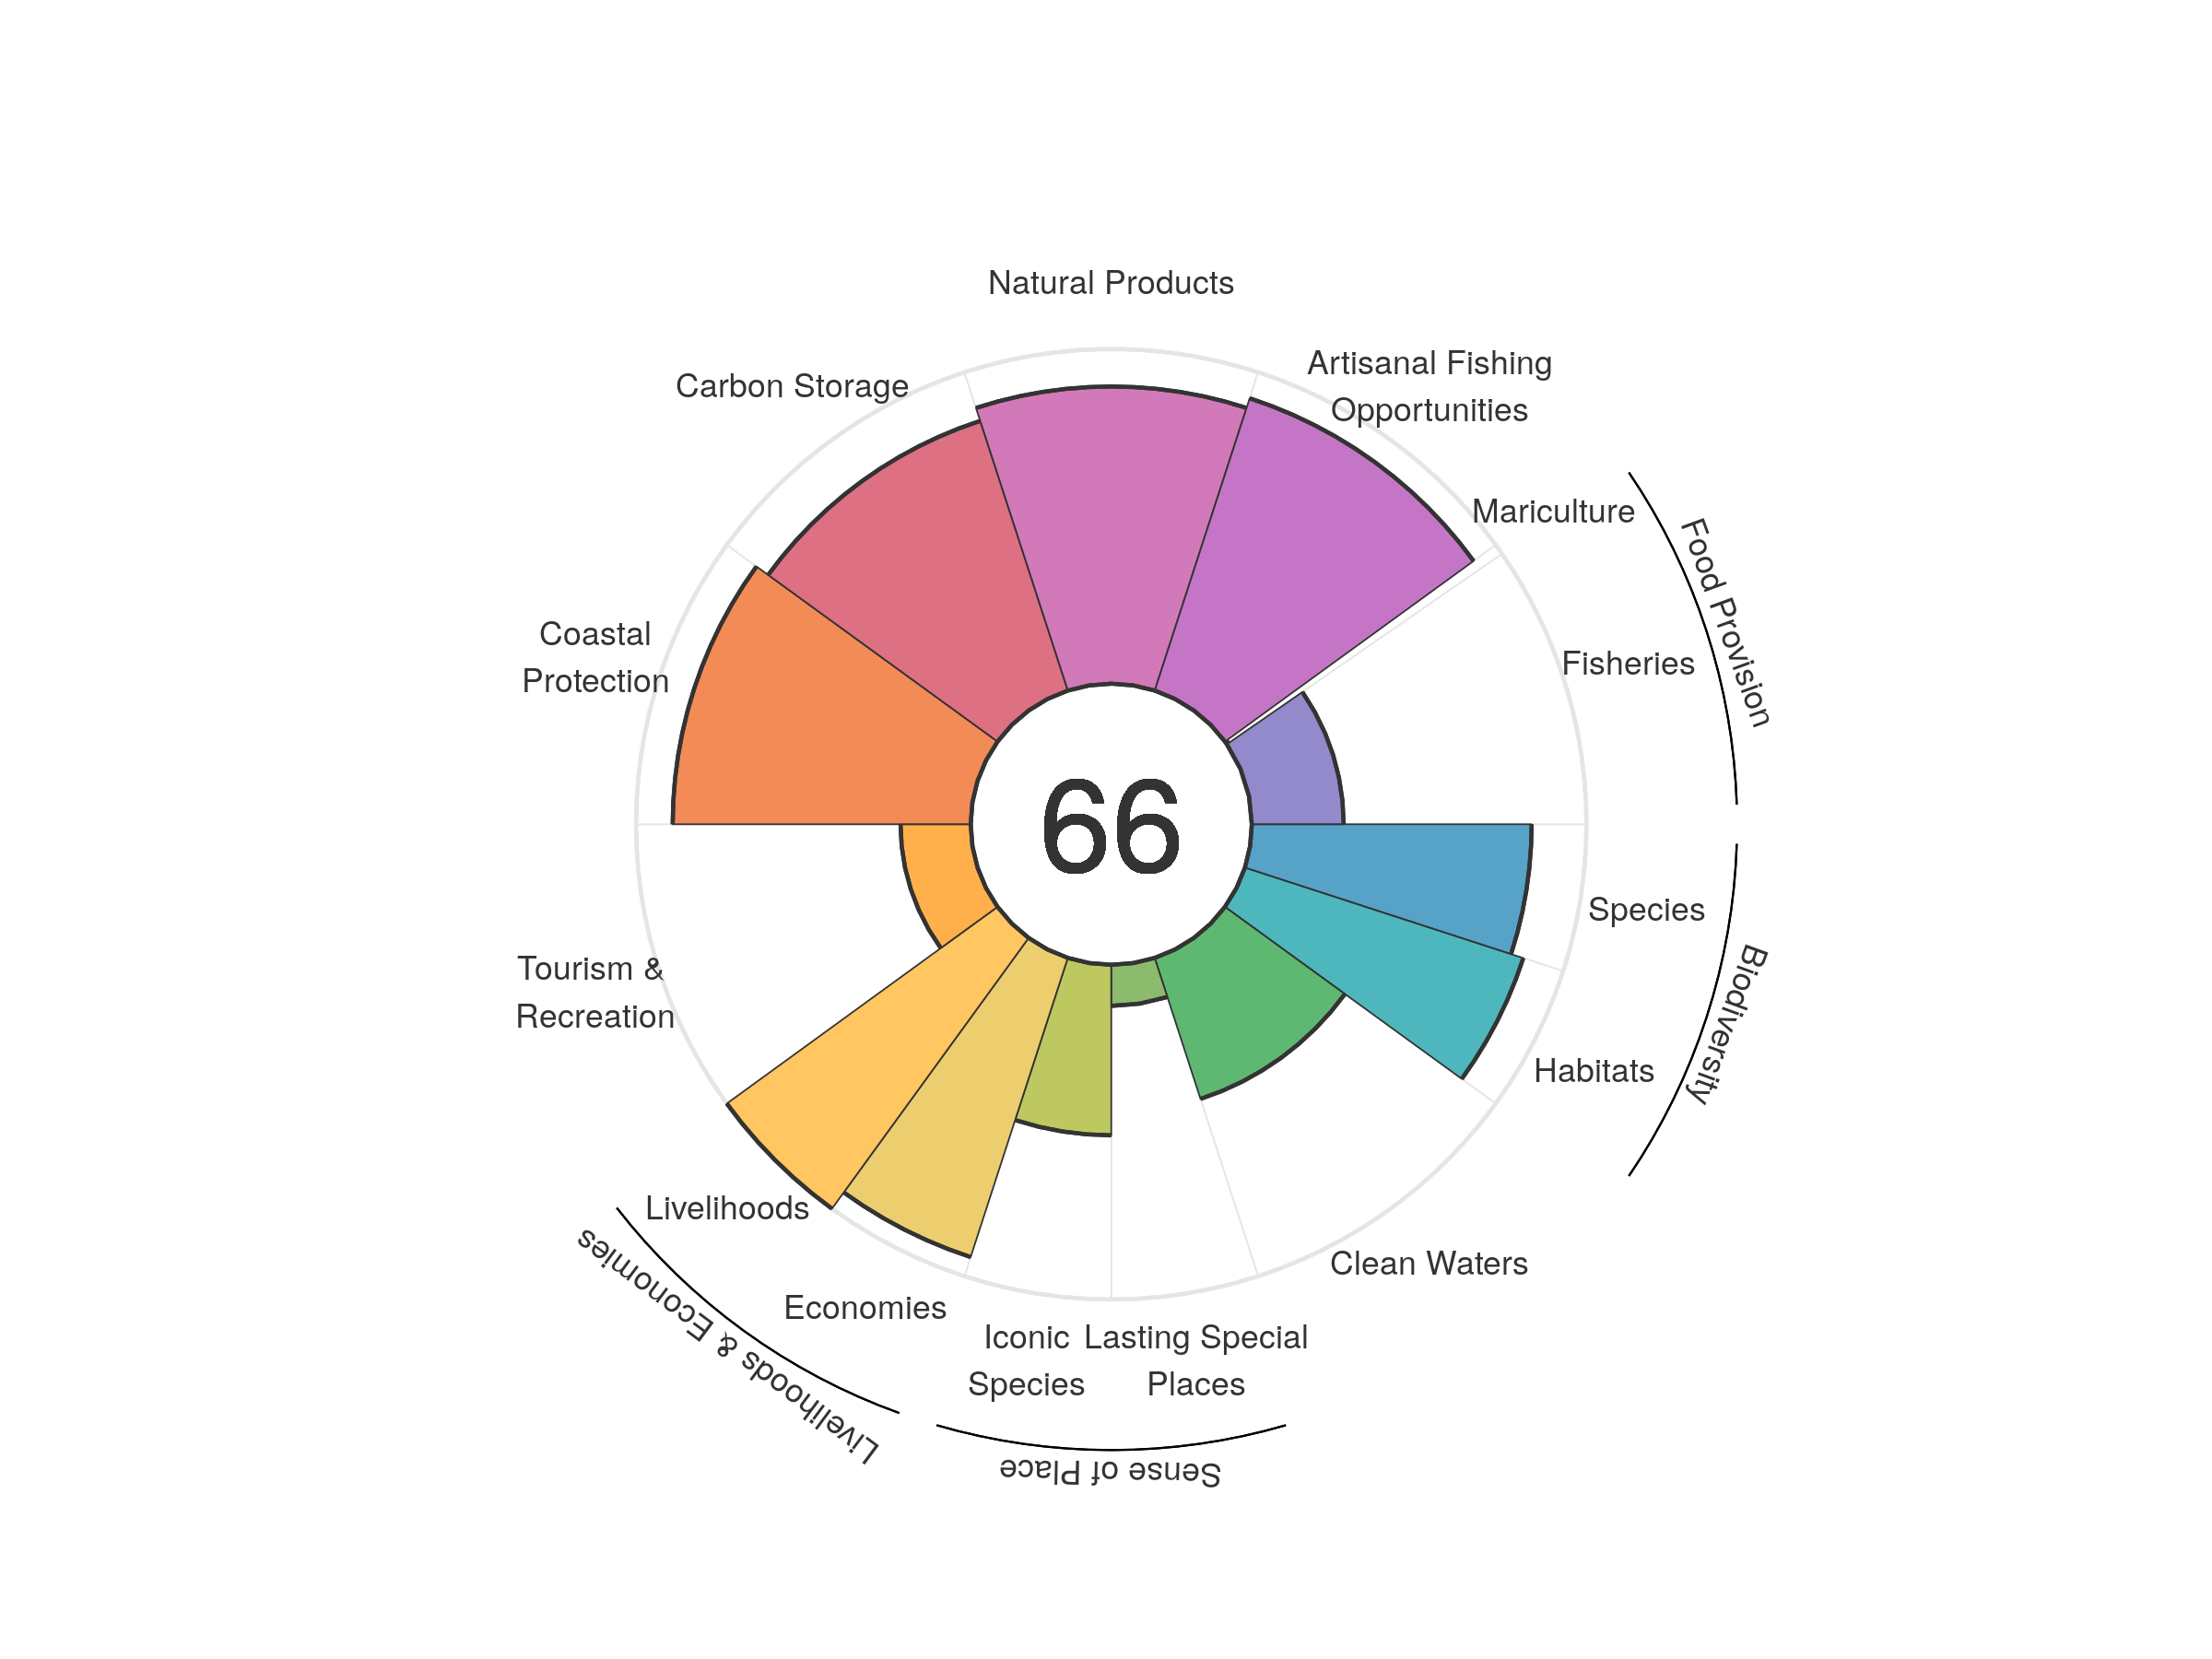 Natural Products
Artisanal Fishing
Opportunities
Carbon Storage
Mariculture
Food Provision
Coastal
Protection
Fisheries
66
Species
Biodiversity
Tourism &
Recreation
Habitats
Livelihoods
Clean Waters
Economies
Livelihoods & Economies
Iconic
Species
Lasting Special
Places
Sense of Place